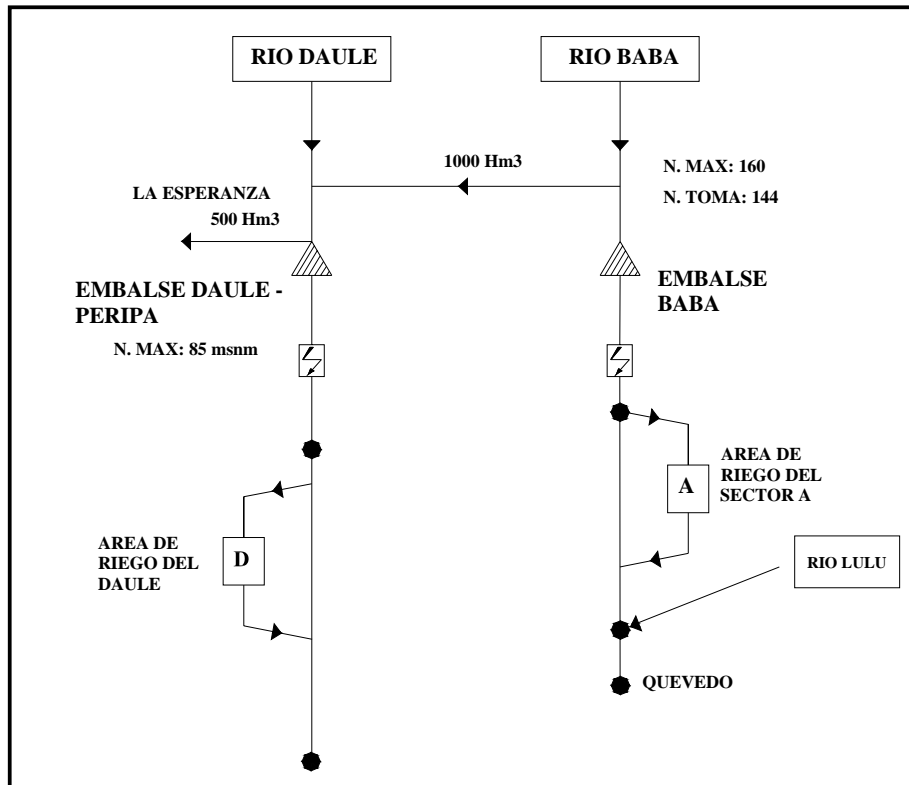 RIO DAULE
RIO BABA
1000 Hm3
N. MAX: 160
N. TOMA: 144
LA ESPERANZA
500 Hm3
EMBALSE DAULE -
PERIPA
EMBALSE
BABA
N. MAX: 85 msnm
AREA DE
RIEGO DEL
SECTOR A
A
AREA DE
RIEGO DEL
DAULE
D
RIO LULU
QUEVEDO